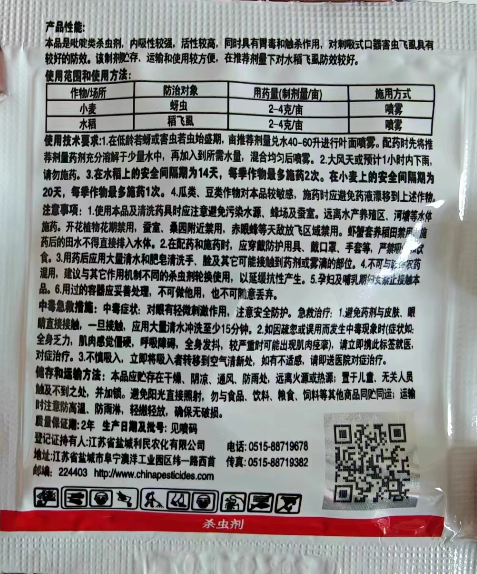 产品性能:
本品是吡啶类杀虫剂，内吸性较强，活性较高，同时具有胃毒和触杀作用，对刺吸式口器害虫飞虱具有
较好的防效。该制剂贮存、运输和使用较方便，在推荐剂量下对水稻飞虱防效较好。
使用范围和使用方法:
作物/场所 防治对象 用药量(制剂量/亩) 施用方式
小麦 蚜虫 2-4克/亩 喷雾
水稻 稻飞虱 2-4克/亩 喷雾
使用技术要求:1.在低龄若蚜或害虫若虫始盛期，亩推荐剂量兑水40-60升进行叶面喷雾。配药时先将推
荐剂量药剂充分溶解于少量水中，再加入到所需水量，混合均匀后喷雾。2.大风天或预计1小时内下雨，
请勿施药。3.在水稻上的安全间隔期为14天，每季作物最多施药2次。在小麦上的安全间隔期为
20天，每季作物最多施药1次。4.瓜类、豆类作物对本品较敏感，施药时应避免药液漂移到上述作物。
注意事项：1.使用本品及清洗药具时应注意避免污染水源、蜂场及蚕室。远离水产养殖区、河塘等水体
施药。开花植物花期禁用，蚕室、桑园附近禁用，赤眼蜂等天敌放飞区域禁用。虾蟹套养稻田禁用，施
药后的田水不得直接排入水体。2.在配药和施药时，应穿戴防护用具、戴口罩、手套等，严禁吸烟和饮
食。3.用药后应用大量清水和肥皂清洗手、脸及其它可能接触到药剂或雾滴的部位。4.不可与碱性农药
混用，建议与其它作用机制不同的杀虫剂轮换使用，以延缓抗性产生。5.孕妇及哺乳期妇女禁止接触本
品。6.用过的容器应妥善处理，不可做他用，也不可随意丢弃。
中毒急救措施：中毒症状：对眼有轻微刺激作用，注意安全防护。急救治疗：1.避免药剂与皮肤、眼
睛直接接触，一旦接触，应用大量清水冲洗至少15分钟。2.如因疏忽或误用而发生中毒现象时(症状如:
全身乏力，肌肉感觉僵硬，呼吸障碍，全身发抖，较严重时可能出现肌肉痉挛)，请立即携此标签就医，
对症治疗。3.不慎吸入，立即将吸入者转移到空气清新处，如有不适感，请即送医院对症治疗。
储存和运输方法：本品应贮存在干燥、阴凉、通风、防雨处，远离火源或热源；置于儿童、无关人员
触及不到之处，并加锁。避免阳光直接照射，勿与食品、饮料、粮食、饲料等其他商品同贮同运；运输
时注意防高温、防雨淋，轻搬轻放，确保无破损。
质量保证期:2年 生产日期及批号:见喷码
登记证持有人:江苏省盐城利民农化有限公司 电话: 0515-88719678
地址:江苏省盐城市阜宁澳洋工业园区纬一路西首 传真: 0515-88719382
邮编: 224403 http://www.chinapesticides.com
杀虫剂